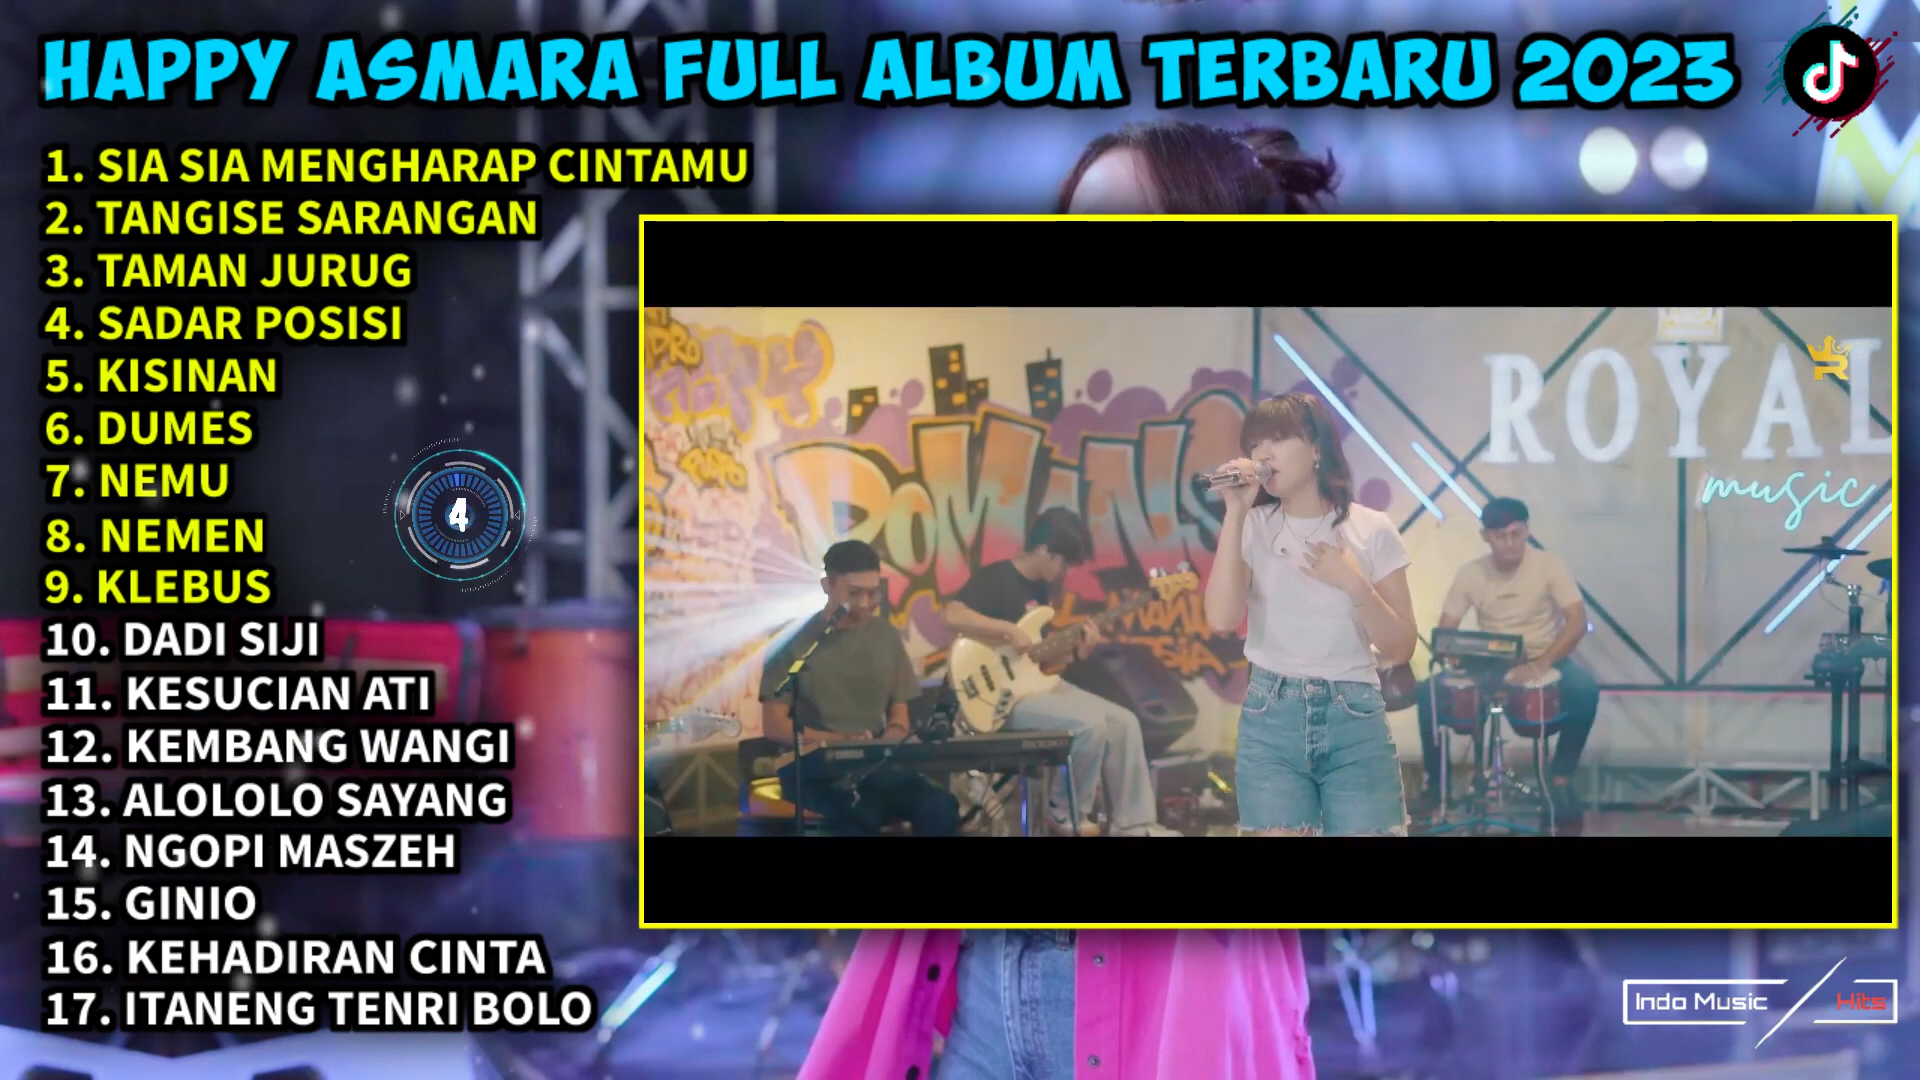 HAPPY ASMARA FULL ALBUM TERBARU 2023
1. SIA SIA MENGHARAP CINTAMU
2. TANGISE SARANGAN
3. TAMAN JURUG
4. SADAR POSISI
5. KISINAN
6. DUMES
7. NEMU
8. NEMEN
9. KLEBUS
10. DADI SIJI
11. KESUCIAN ATI
12. KEMBANG WANGI
13. ALOLOLO SAYANG
14. NGOPI MASZEH
15. GINIO
16. KEHADIRAN CINTA
17. ITANENG TENRI BOLO
4
ROYAL
music
R
YAMAHA
Indo Music Hits